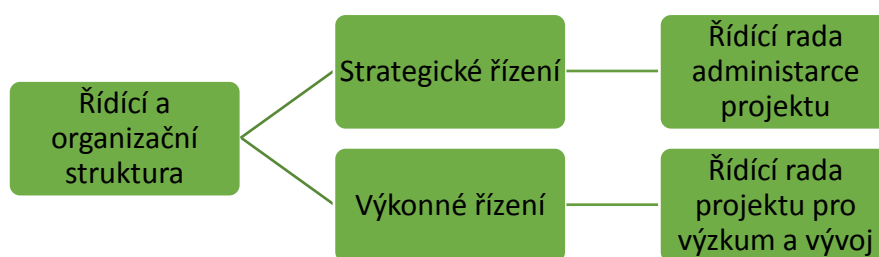 Řídící a
organizační
struktura
Strategické řízení
Řídící rada
administarce
projektu
Výkonné řízení
Řídící rada
projektu pro
výzkum a vývoj